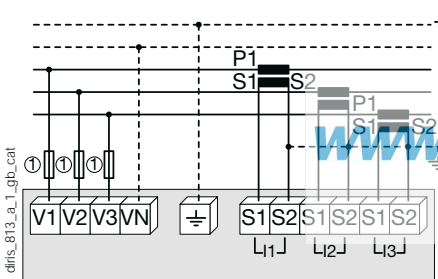 P1
S1 S2
P1
S1 S2
www
① ① ①
V1 V2 V3 VN S1 S2 S1 S2 S1 S2
I1 I2 I3
diris_813_a_1_gb_cat